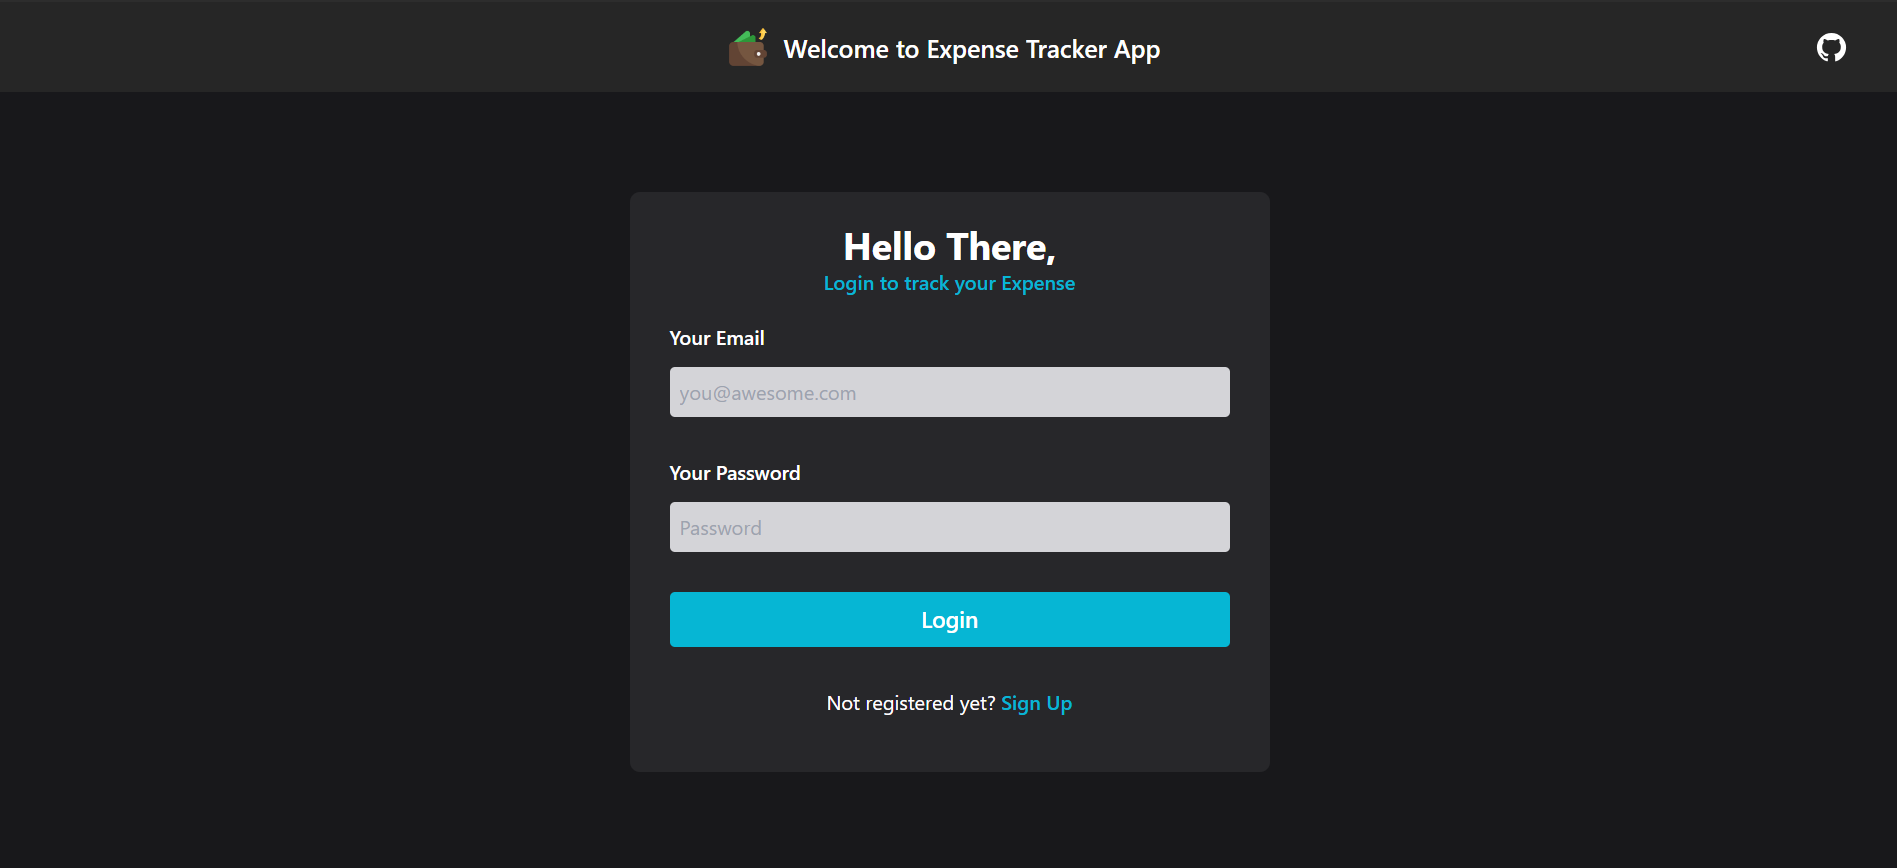 Welcome to Expense Tracker App
Hello There,
Login to track your Expense
Your Email
you@awesome.com
Your Password
Password
Login
Not registered yet? Sign Up